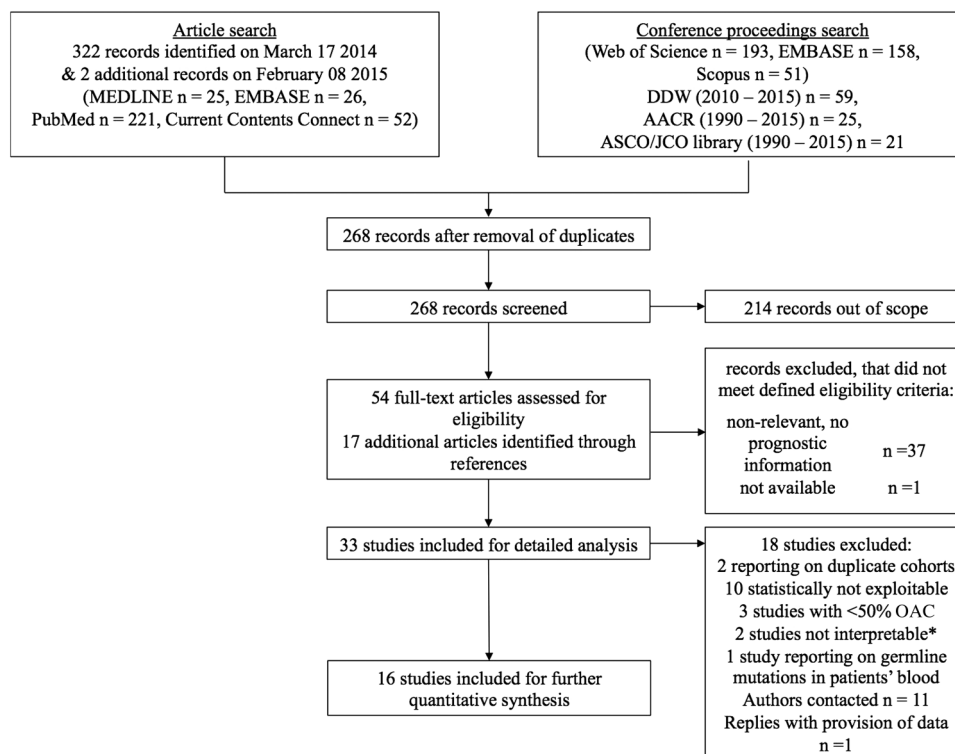 Article search
322 records identified on March 17 2014
& 2 additional records on February 08 2015
(MEDLINE n = 25, EMBASE n = 26,
PubMed n = 221, Current Contents Connect n = 52)
Conference proceedings search
(Web of Science n = 193, EMBASE n = 158,
Scopus n = 51)
DDW (2010 – 2015) n = 59,
AACR (1990 – 2015) n = 25,
ASCO/JCO library (1990 – 2015) n = 21
268 records after removal of duplicates
268 records screened
214 records out of scope
54 full-text articles assessed for
eligibility
17 additional articles identified through
references
records excluded, that did not
meet defined eligibility criteria:
non-relevant, no
prognostic
information
n =37
not available n =1
33 studies included for detailed analysis
18 studies excluded:
2 reporting on duplicate cohorts
10 statistically not exploitable
3 studies with <50% OAC
2 studies not interpretable*
1 study reporting on germline
mutations in patients’ blood
Authors contacted n = 11
Replies with provision of data
n =1
16 studies included for further
quantitative synthesis